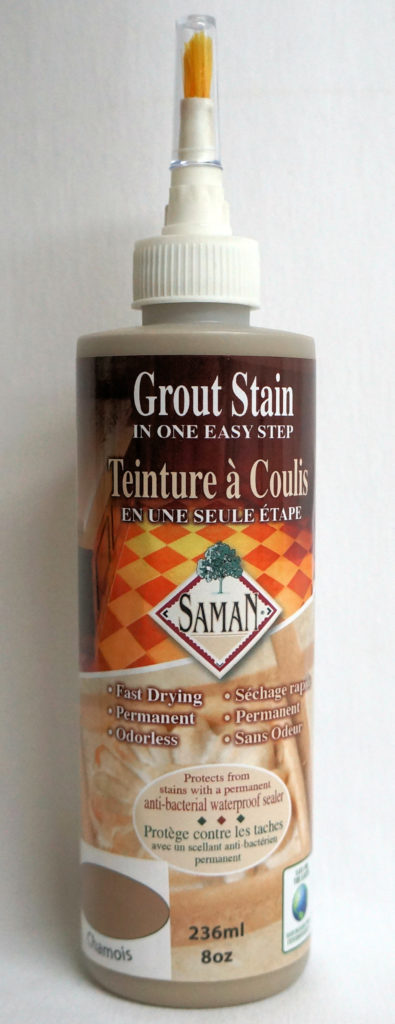 Grout Stain
IN ONE EASY STEP
Teinture à Coulis
EN UNE SEULE ÉTAPE
SAMAN
• Fast Drying
• Permanent
• Odorless
• Séchage rapi
• Permanent
• Sans Odeur
Protects from
stains with a permanent
anti-bacterial waterproof sealer
Protège contre les taches
avec un scellant anti-bactérien
permanent
Chamois
236ml
8oz